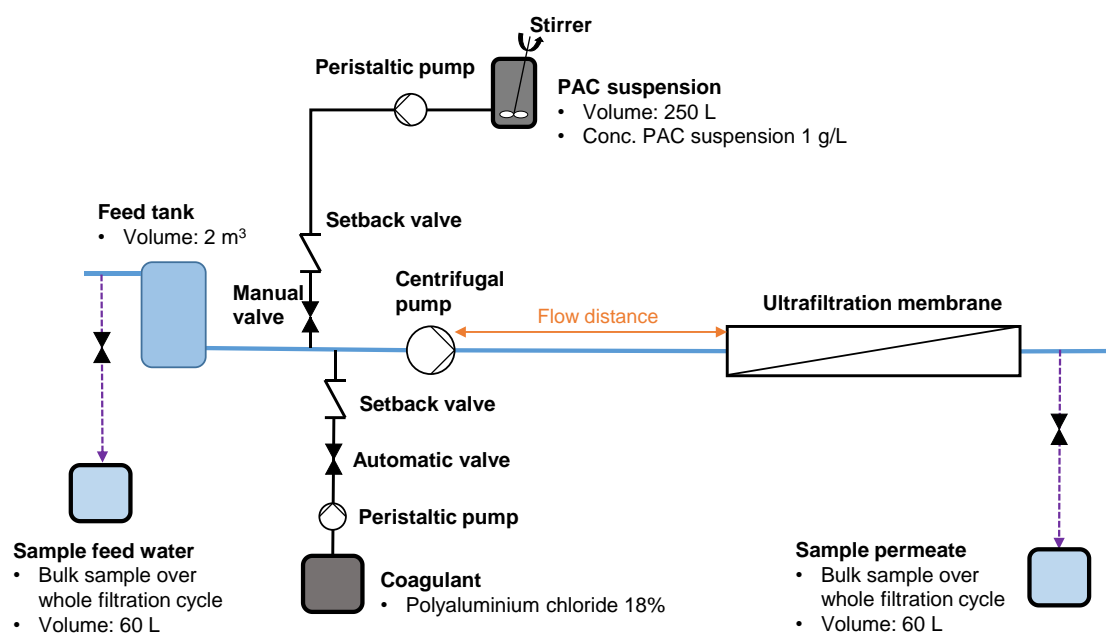 Stirrer
Peristaltic pump
PAC suspension
• Volume: 250 L
• Conc. PAC suspension 1 g/L
Feed tank
• Volume: 2 m³
Setback valve
Manual
valve
Centrifugal
pump
Flow distance
Ultrafiltration membrane
Setback valve
Automatic valve
Peristaltic pump
Sample feed water
• Bulk sample over
whole filtration cycle
• Volume: 60 L
Coagulant
• Polyaluminium chloride 18%
Sample permeate
• Bulk sample over
whole filtration cycle
• Volume: 60 L